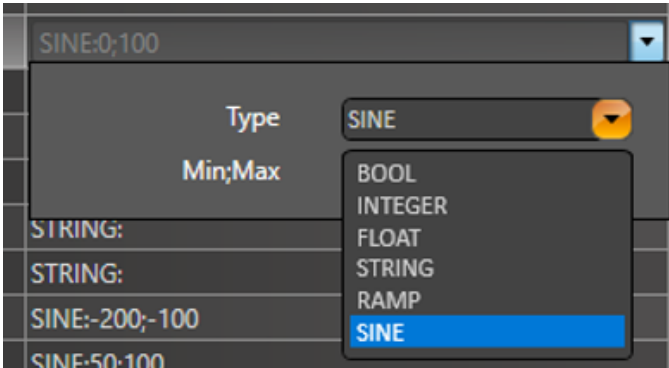 SINE:0;100
Type SINE
Min;Max
BOOL
INTEGER
FLOAT
STRING
RAMP
SINE
STRING:
STRING:
SINE:-200;-100
SINE:50:100